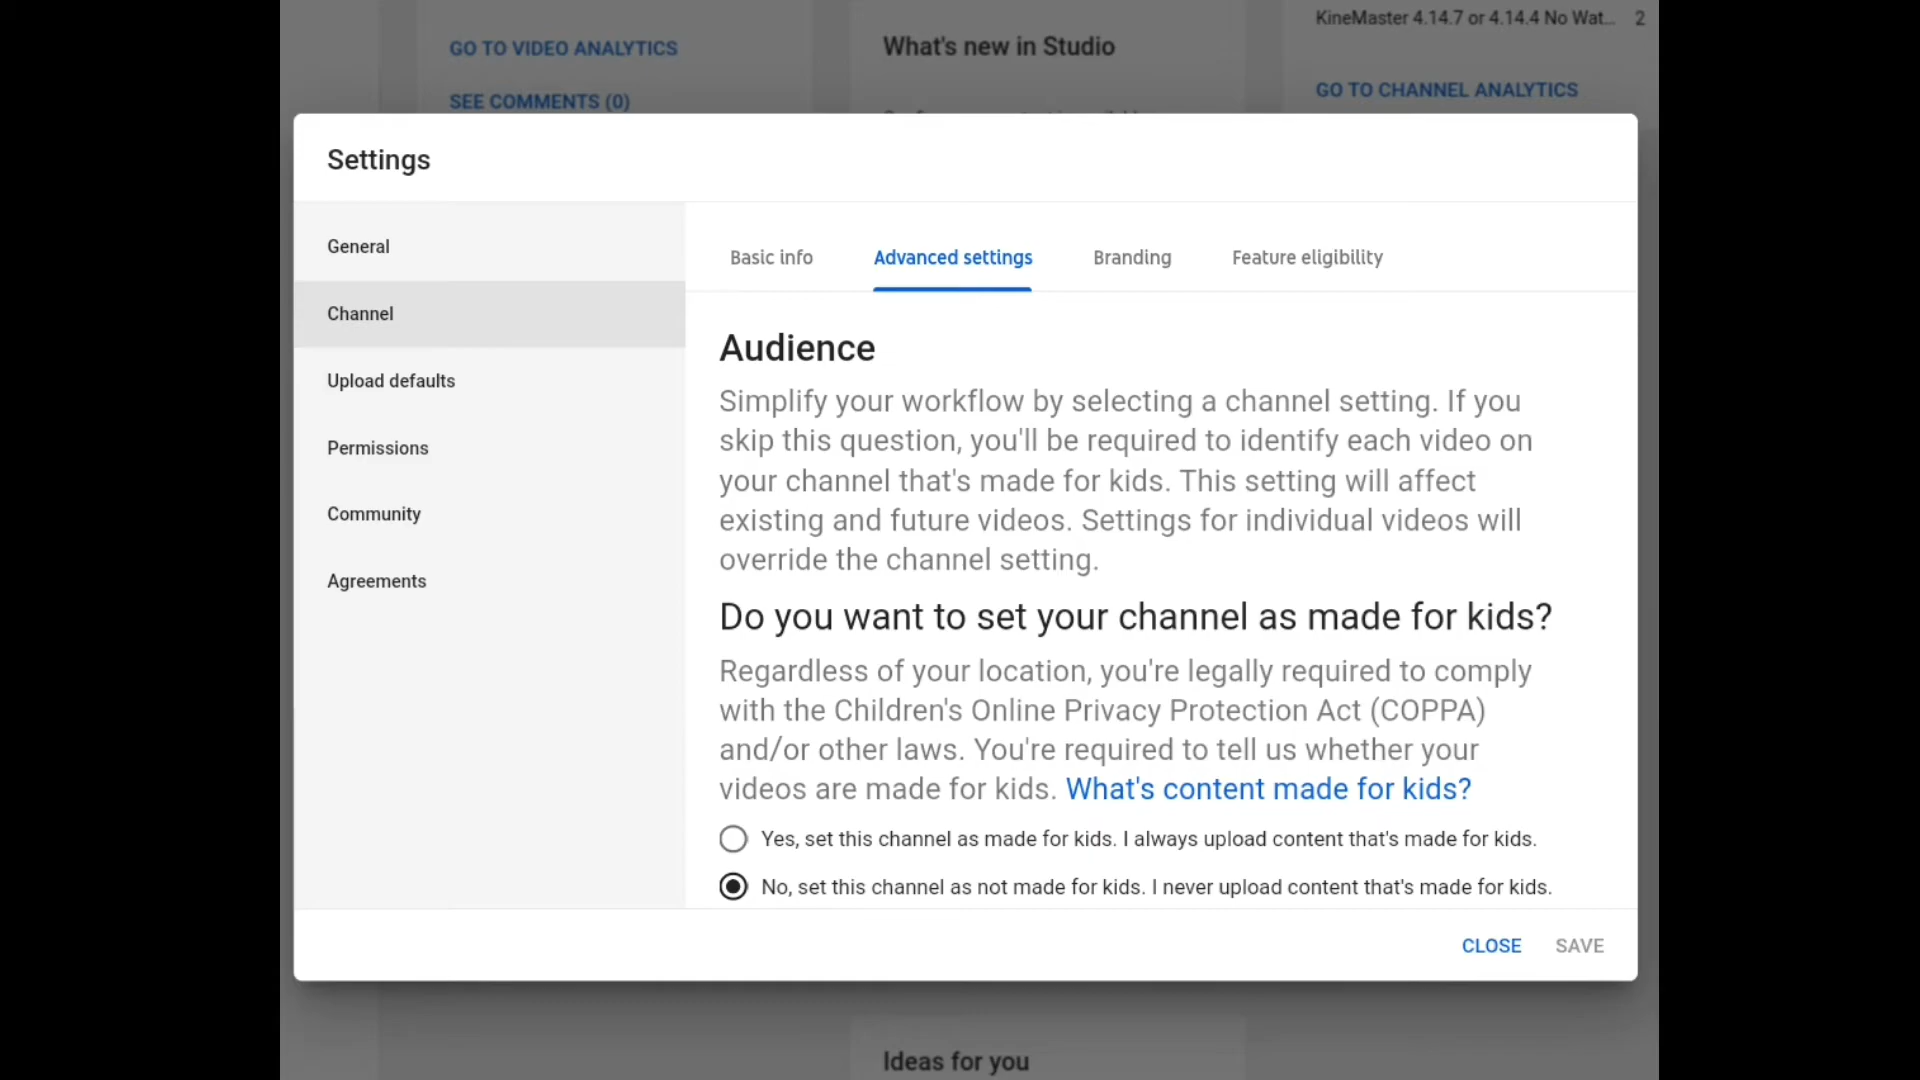 GO TO VIDEO ANALYTICS
SEE COMMENTS (0)
What's new in Studio
KineMaster 4.14.7 or 4.14.4 No Wat... 2
GO TO CHANNEL ANALYTICS
Settings
General
Channel
Upload defaults
Permissions
Community
Agreements
Basic info Advanced settings Branding Feature eligibility
Audience
Simplify your workflow by selecting a channel setting. If you
skip this question, you'll be required to identify each video on
your channel that's made for kids. This setting will affect
existing and future videos. Settings for individual videos will
override the channel setting.
Do you want to set your channel as made for kids?
Regardless of your location, you're legally required to comply
with the Children's Online Privacy Protection Act (COPPA)
and/or other laws. You're required to tell us whether your
videos are made for kids. What's content made for kids?
Yes, set this channel as made for kids. I always upload content that's made for kids.
No, set this channel as not made for kids. I never upload content that's made for kids.
CLOSE SAVE
Ideas for you